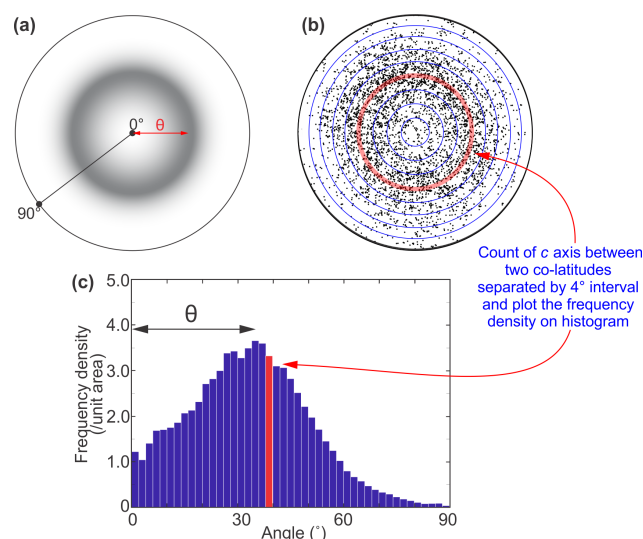 (a)
0°
θ
90°
(b)
Count of c axis between
two co-latitudes
separated by 4° interval
and plot the frequency
density on histogram
(c)
5.0
4.0
3.0
2.0
1.0
0
Frequency density
(/unit area)
θ
0
30
60
90
Angle (°)